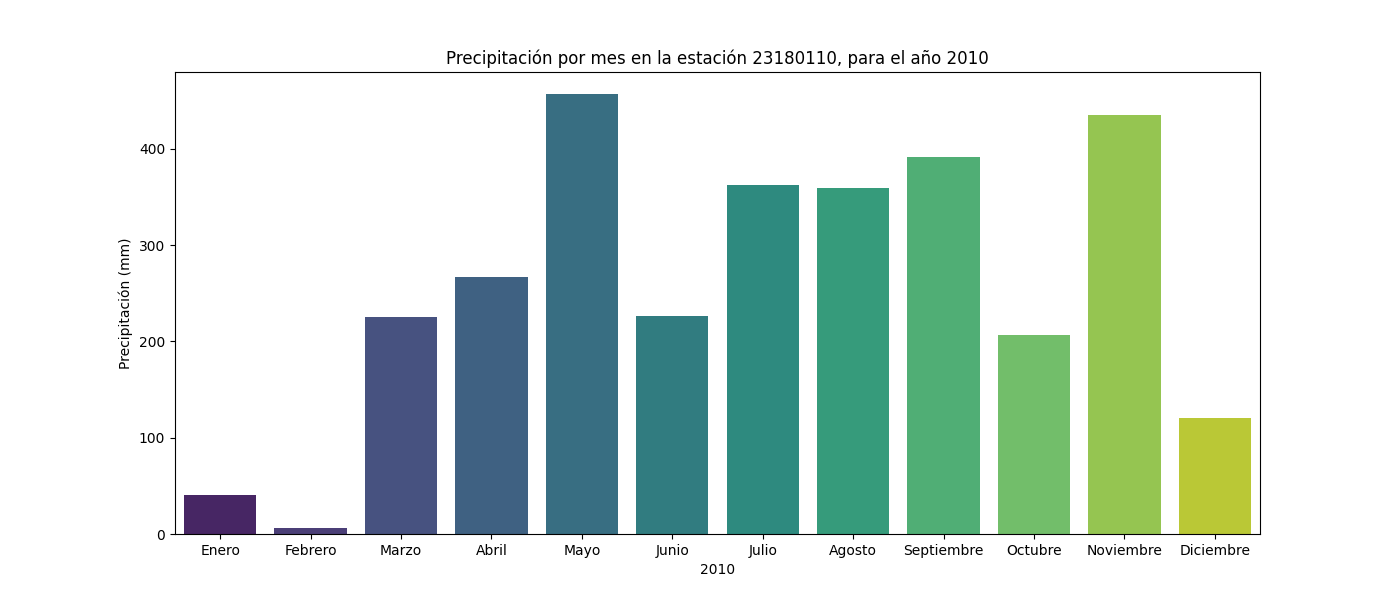 Precipitación por mes en la estación 23180110, para el año 2010
Precipitación (mm)
400
300
200
100
0
Enero Febrero Marzo Abril Mayo Junio Julio Agosto Septiembre Octubre Noviembre Diciembre
2010